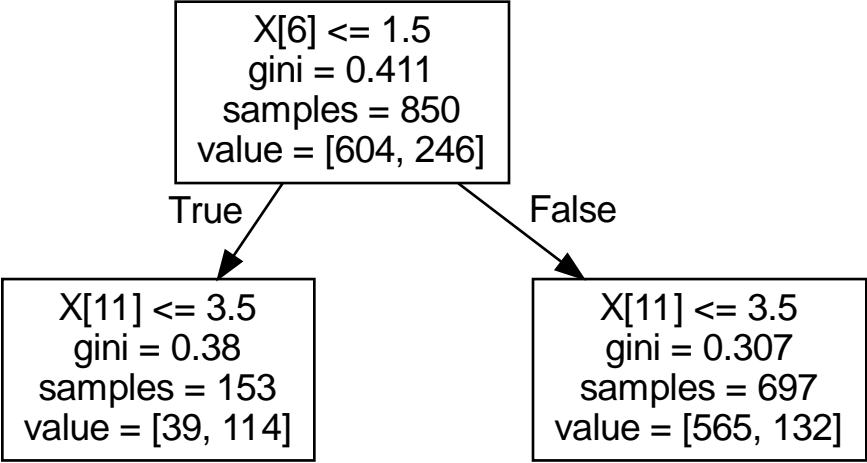 X[6] <= 1.5
gini = 0.411
samples = 850
value = [604, 246]
True
False
X[11] <= 3.5
gini = 0.38
samples = 153
value = [39, 114]
X[11] <= 3.5
gini = 0.307
samples = 697
value = [565, 132]